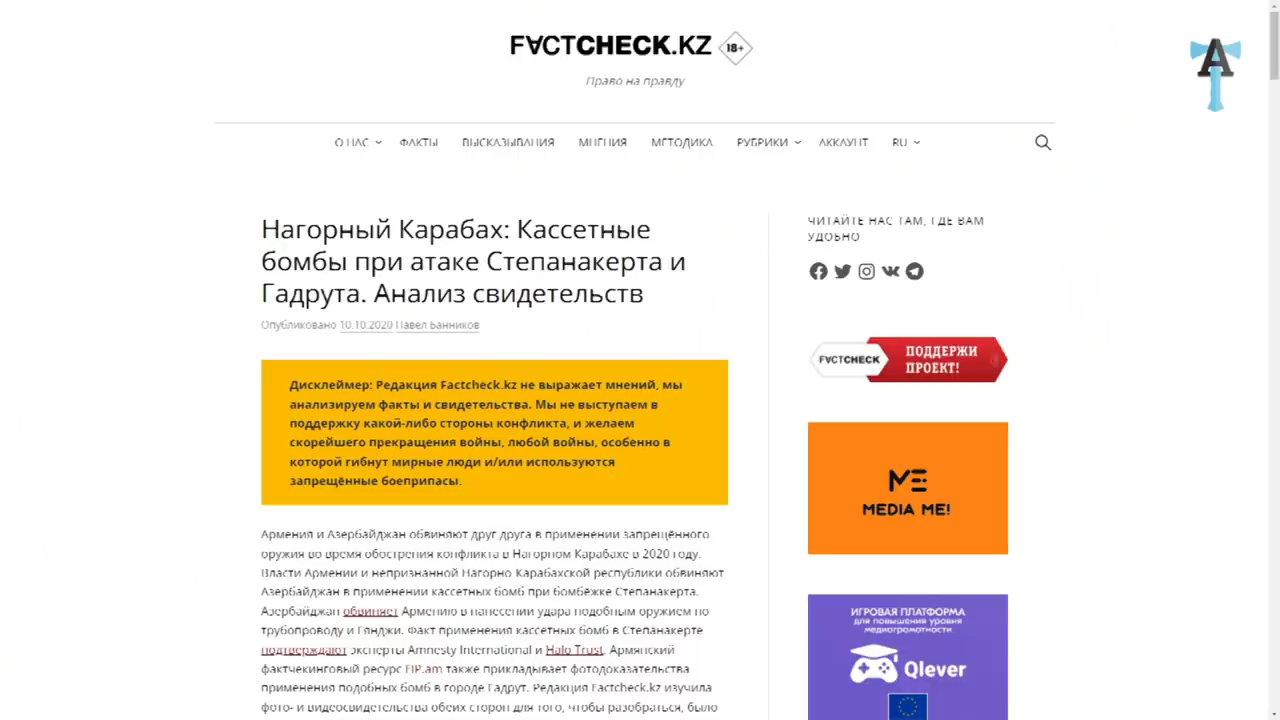 FACTCHECK.KZ 18+
Право на правду
О НАС ФАКТЫ ВЫСКАЗЫВАНИЯ МНЕНИЯ МЕТОДИКА РУБРИКИ АККАУНТ RU
Нагорный Карабах: Кассетные
бомбы при атаке Степанакерта и
Гадрута. Анализ свидетельств
Опубликовано 10.10.2020 Павел Банников
Дисклеймер: Редакция Factcheck.kz не выражает мнений, мы
анализируем факты и свидетельства. Мы не выступаем в
поддержку какой-либо стороны конфликта, и желаем
скорейшего прекращения войны, любой войны, особенно в
которой гибнут мирные люди и/или используются
запрещённые боеприпасы.
Армения и Азербайджан обвиняют друг друга в применении запрещённого
оружия во время обострения конфликта в Нагорном Карабахе в 2020 году.
Власти Армении и непризнанной Нагорно Карабахской республики обвиняют
Азербайджан в применении кассетных бомб при бомбёжке Степанакерта.
Азербайджан обвиняет Армению в нанесении удара подобным оружием по
трубопроводу и Гянджи. Факт применения кассетных бомб в Степанакерте
подтверждают эксперты Amnesty International и Halo Trust. Армянский
фактчекинговый ресурс FIP.am также прикладывает фотодоказательства
применения подобных бомб в городе Гадрут. Редакция Factcheck.kz изучила
фото- и видеосвидетельства обеих сторон для того, чтобы разобраться, было
ЧИТАЙТЕ НАС ТАМ, ГДЕ ВАМ
УДОБНО
FACTCHECK ПОДДЕРЖИ
ПРОЕКТ!
ME
MEDIA ME!
ИГРОВАЯ ПЛАТФОРМА
для повышения уровня
медиаграмотности
Qlever